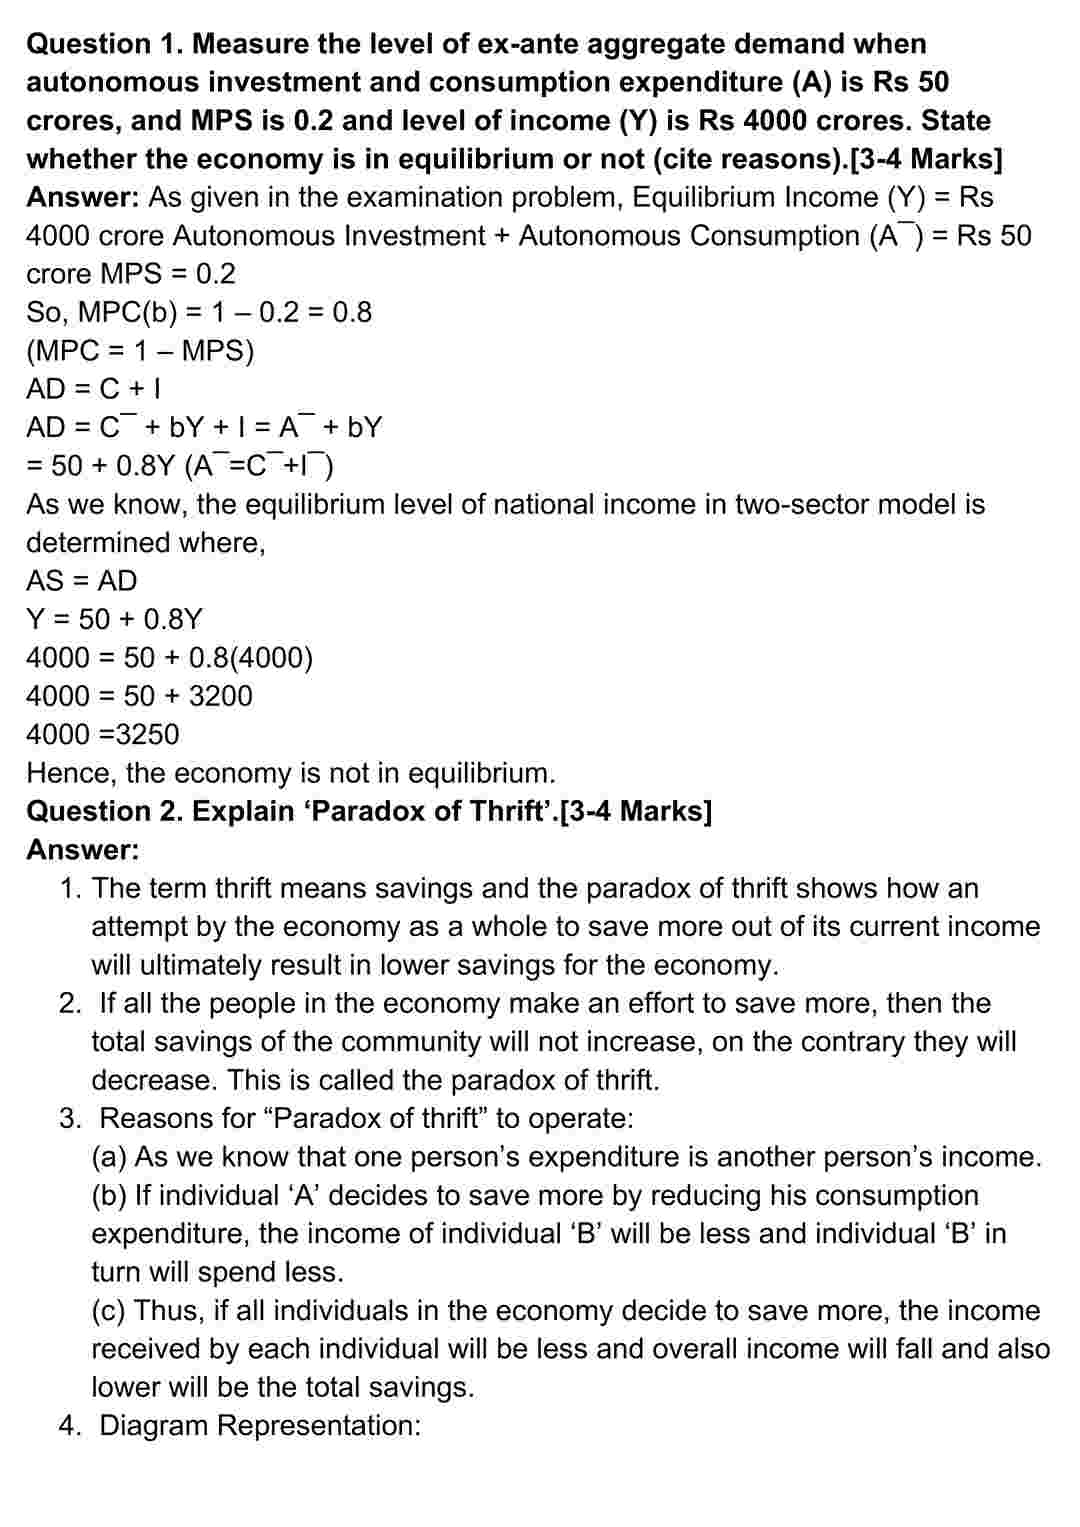 Question 1. Measure the level of ex-ante aggregate demand when
autonomous investment and consumption expenditure (A) is Rs 50
crores, and MPS is 0.2 and level of income (Y) is Rs 4000 crores. State
whether the economy is in equilibrium or not (cite reasons).[3-4 Marks]
Answer: As given in the examination problem, Equilibrium Income (Y) = Rs
4000 crore Autonomous Investment + Autonomous Consumption (A¯) = Rs 50
crore MPS = 0.2
So, MPC(b) = 1 – 0.2 = 0.8
(MPC = 1 – MPS)
AD = C + I
AD = C¯ + bY + I = A¯ + bY
= 50 + 0.8Y (A¯=C¯+I¯)
As we know, the equilibrium level of national income in two-sector model is
determined where,
AS = AD
Y = 50 + 0.8Y
4000 = 50 + 0.8(4000)
4000 = 50 + 3200
4000 =3250
Hence, the economy is not in equilibrium.
Question 2. Explain ‘Paradox of Thrift’.[3-4 Marks]
Answer:
1. The term thrift means savings and the paradox of thrift shows how an
attempt by the economy as a whole to save more out of its current income
will ultimately result in lower savings for the economy.
2. If all the people in the economy make an effort to save more, then the
total savings of the community will not increase, on the contrary they will
decrease. This is called the paradox of thrift.
3. Reasons for “Paradox of thrift” to operate:
(a) As we know that one person’s expenditure is another person’s income.
(b) If individual ‘A’ decides to save more by reducing his consumption
expenditure, the income of individual ‘B’ will be less and individual ‘B’ in
turn will spend less.
(c) Thus, if all individuals in the economy decide to save more, the income
received by each individual will be less and overall income will fall and also
lower will be the total savings.
4. Diagram Representation: